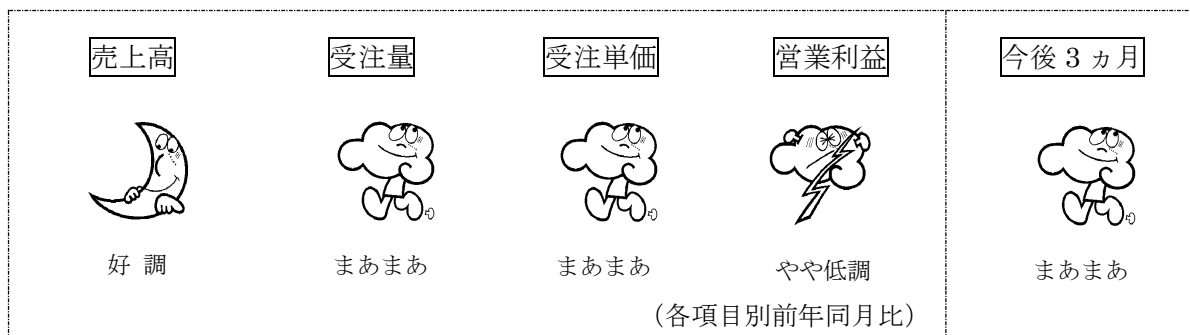 売上高 受注量 受注単価 営業利益 今後3ヵ月
好 調 まあまあ まあまあ やや低調 まあまあ
（各項目別前年同月比）